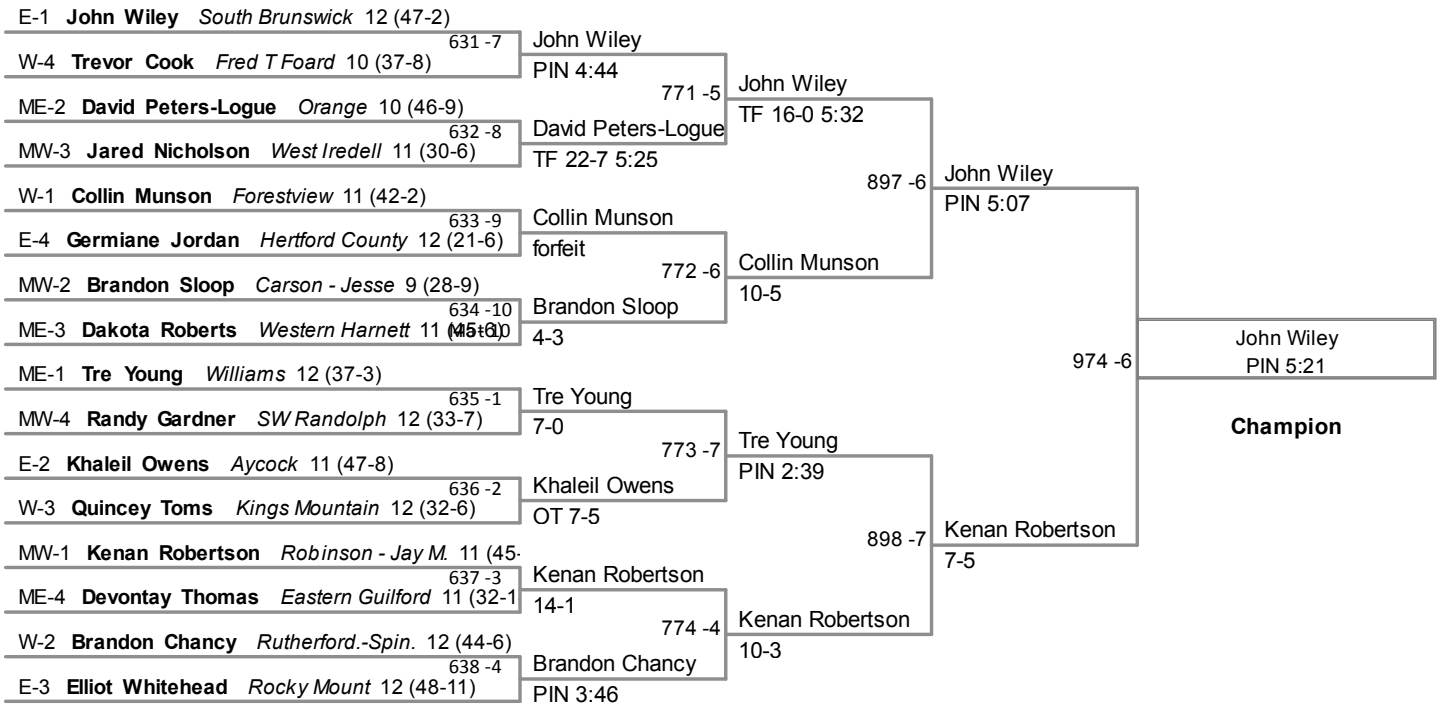 E-1 John Wiley South Brunswick 12 (47-2)
631 -7
W-4 Trevor Cook Fred T Foard 10 (37-8)
ME-2 David Peters-Logue Orange 10 (46-9)
632 -8
MW-3 Jared Nicholson West Iredell 11 (30-6)
W-1 Collin Munson Forestview 11 (42-2)
633 -9
E-4 Germiane Jordan Hertford County 12 (21-6)
MW-2 Brandon Sloop Carson - Jesse 9 (28-9)
634 -10
ME-3 Dakota Roberts Western Harnett 11 (45-6)
ME-1 Tre Young Williams 12 (37-3)
635 -1
MW-4 Randy Gardner SW Randolph 12 (33-7)
E-2 Khaleil Owens Aycock 11 (47-8)
636 -2
W-3 Quincey Toms Kings Mountain 12 (32-6)
MW-1 Kenan Robertson Robinson - Jay M. 11 (45-
637 -3
ME-4 Devontay Thomas Eastern Guilford 11 (32-1
W-2 Brandon Chancy Rutherford.-Spin. 12 (44-6)
638 -4
E-3 Elliot Whitehead Rocky Mount 12 (48-11)
John Wiley
PIN 4:44
771 -5
David Peters-Logue
TF 22-7 5:25
Collin Munson
forfeit
772 -6
Brandon Sloop
4-3
Tre Young
7-0
773 -7
Khaleil Owens
OT 7-5
Kenan Robertson
14-1
774 -4
Brandon Chancy
PIN 3:46
John Wiley
TF 16-0 5:32
897 -6
Collin Munson
10-5
Tre Young
PIN 2:39
898 -7
Kenan Robertson
10-3
John Wiley
PIN 5:07
974 -6
Kenan Robertson
7-5
John Wiley
PIN 5:21
Champion